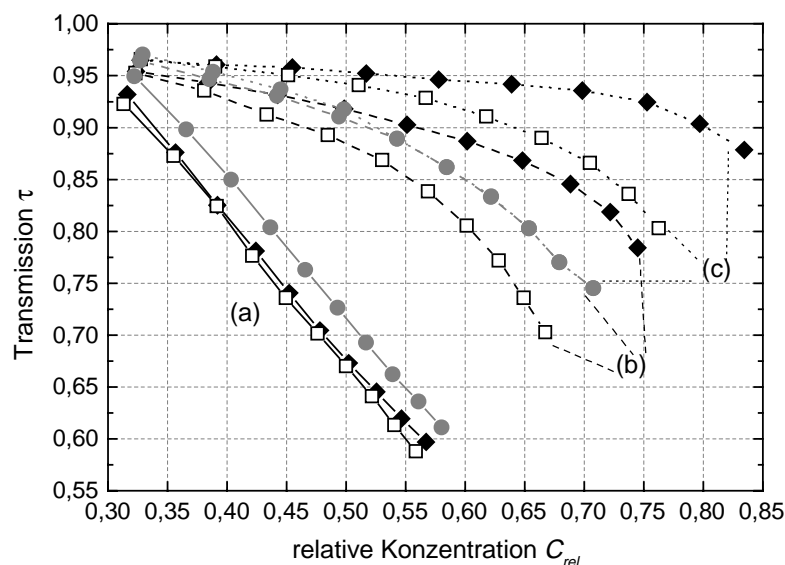 1,00
0,95
0,90
0,85
0,80
0,75
0,70
0,65
0,60
0,55
Transmission τ
(a)
(b)
(c)
0,30 0,35 0,40 0,45 0,50 0,55 0,60 0,65 0,70 0,75 0,80 0,85
relative Konzentration C_rel